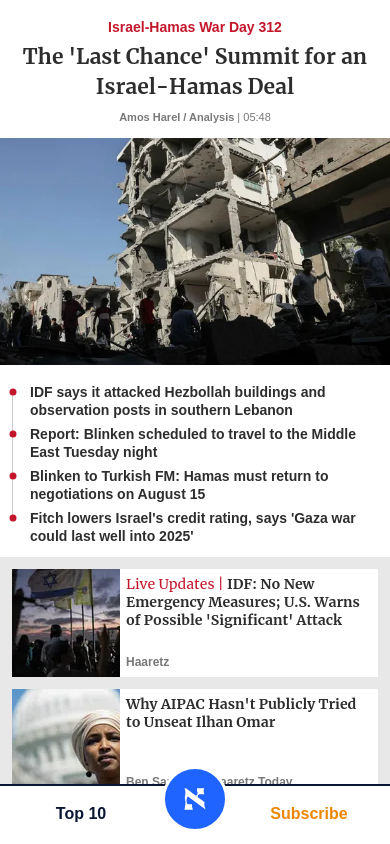 Israel-Hamas War Day 312
The 'Last Chance' Summit for an
Israel-Hamas Deal
Amos Harel / Analysis | 05:48
IDF says it attacked Hezbollah buildings and
observation posts in southern Lebanon
Report: Blinken scheduled to travel to the Middle
East Tuesday night
Blinken to Turkish FM: Hamas must return to
negotiations on August 15
Fitch lowers Israel's credit rating, says 'Gaza war
could last well into 2025'
Live Updates | IDF: No New
Emergency Measures; U.S. Warns
of Possible 'Significant' Attack
Haaretz
Why AIPAC Hasn't Publicly Tried
to Unseat Ilhan Omar
Ben Haaretz Today
Top 10
Subscribe